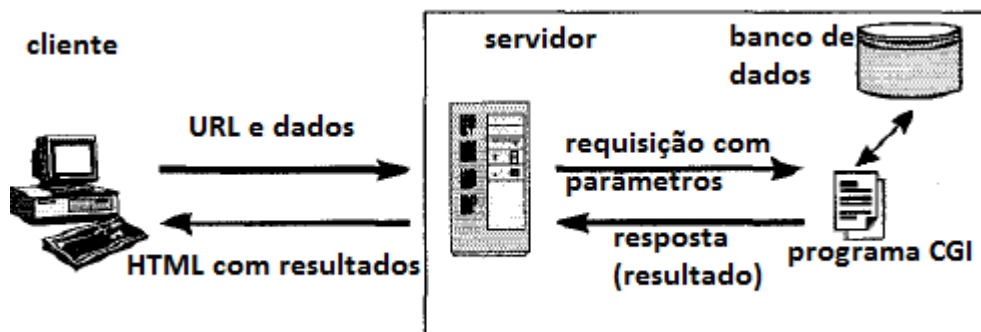 cliente
servidor
banco de
dados
URL e dados
requisição com
parâmetros
HTML com resultados
resposta
(resultado)
programa CGI